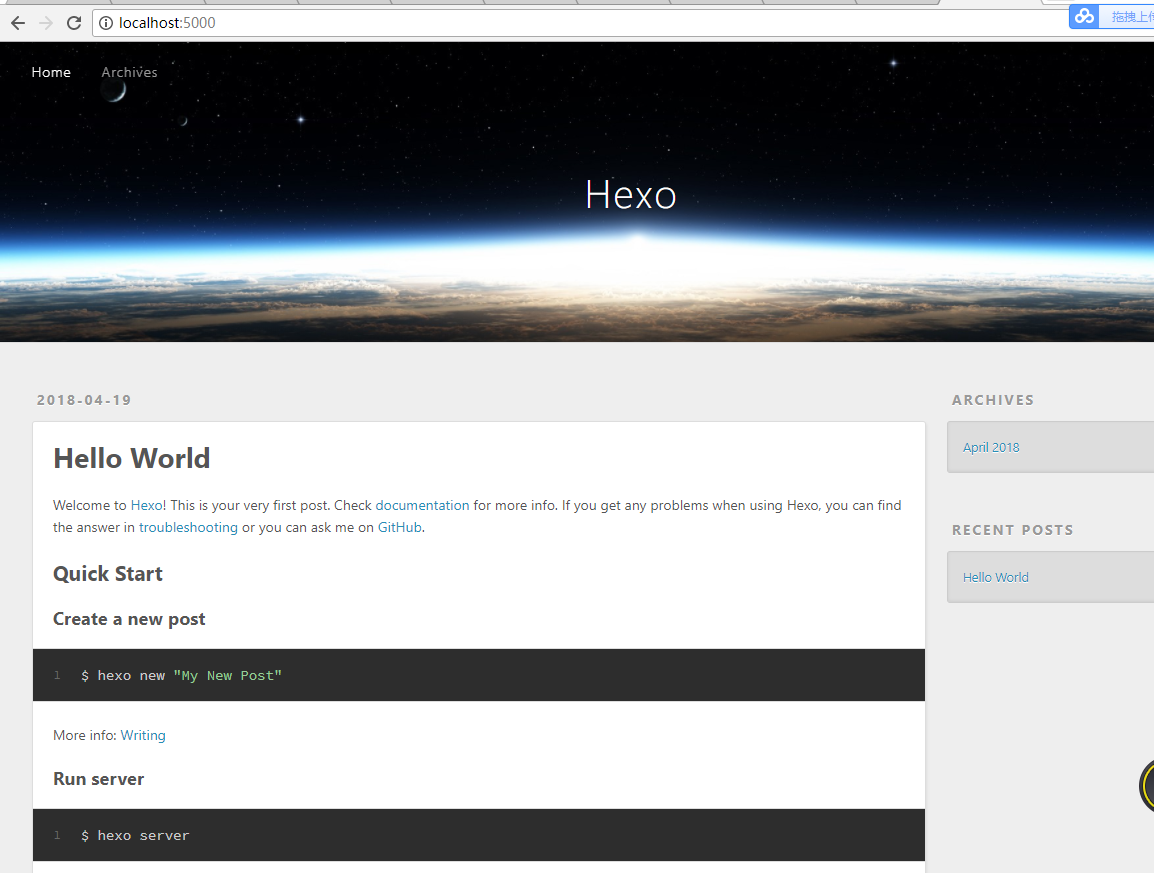 localhost:5000
拖拽上传
Home Archives
Hexo
2018-04-19
Hello World
Welcome to Hexo! This is your very first post. Check documentation for more info. If you get any problems when using Hexo, you can find
the answer in troubleshooting or you can ask me on GitHub.
Quick Start
Create a new post
1 $ hexo new "My New Post"
More info: Writing
Run server
1 $ hexo server
ARCHIVES
April 2018
RECENT POSTS
Hello World